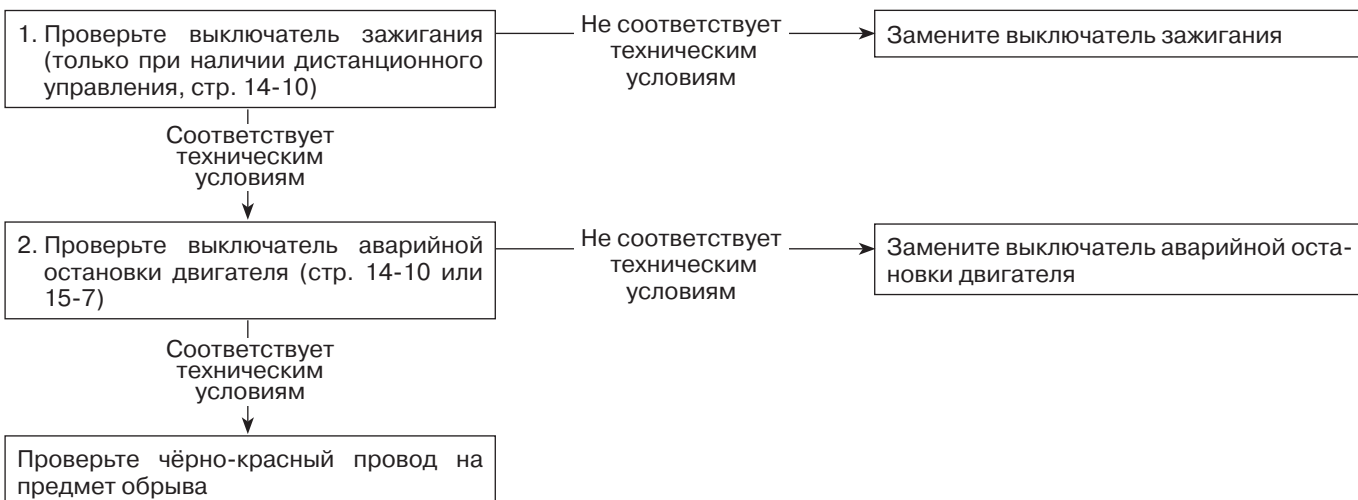 1. Проверьте выключатель зажигания
(только при наличии дистанционного
управления, стр. 14-10)
Не соответствует
техническим
условиям
Замените выключатель зажигания
Соответствует
техническим
условиям
2. Проверьте выключатель аварийной
остановки двигателя (стр. 14-10 или
15-7)
Не соответствует
техническим
условиям
Замените выключатель аварийной оста-
новки двигателя
Соответствует
техническим
условиям
Проверьте чёрно-красный провод на
предмет обрыва